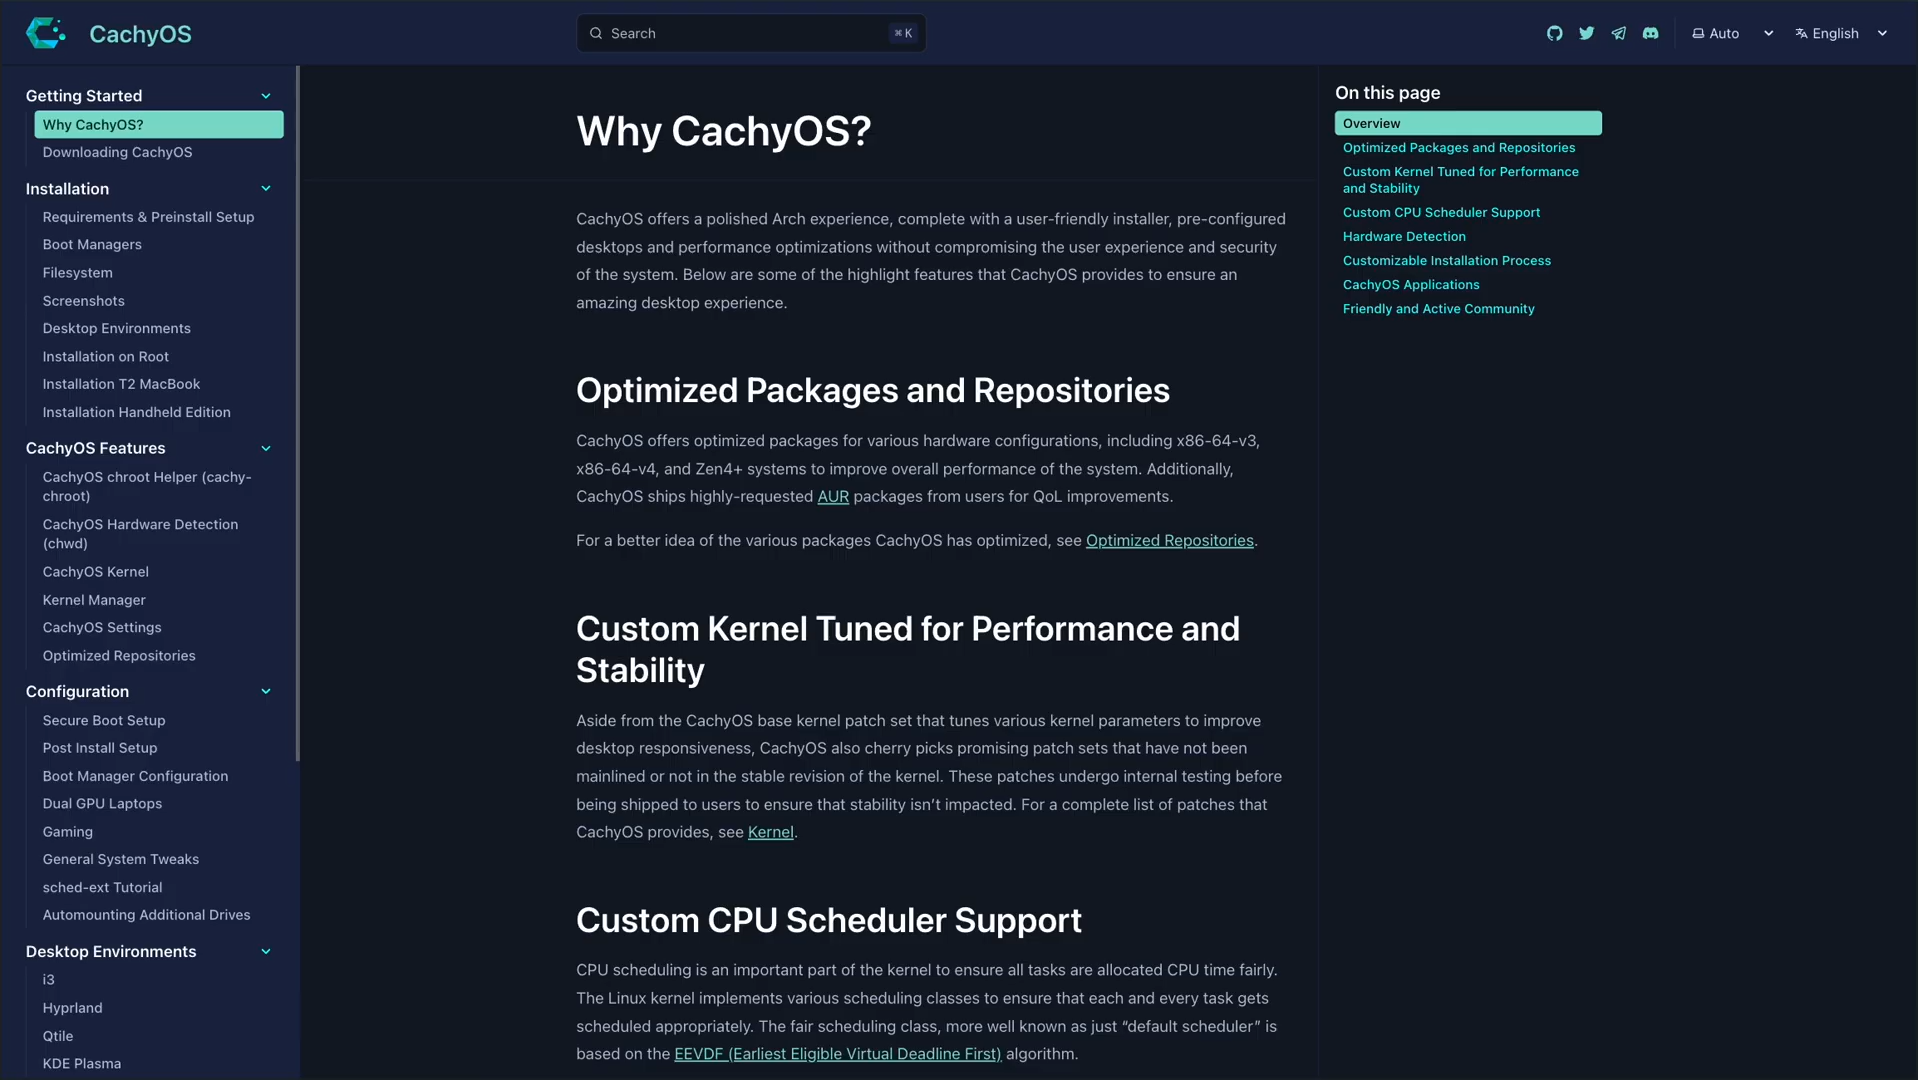 CachyOS
Search
⌘K
Auto
English
Getting Started
Why CachyOS?
Downloading CachyOS
Installation
Requirements & Preinstall Setup
Boot Managers
Filesystem
Screenshots
Desktop Environments
Installation on Root
Installation T2 MacBook
Installation Handheld Edition
CachyOS Features
CachyOS chroot Helper (cachy-
chroot)
CachyOS Hardware Detection
(chwd)
CachyOS Kernel
Kernel Manager
CachyOS Settings
Optimized Repositories
Configuration
Secure Boot Setup
Post Install Setup
Boot Manager Configuration
Dual GPU Laptops
Gaming
General System Tweaks
sched-ext Tutorial
Automounting Additional Drives
Desktop Environments
i3
Hyprland
Qtile
KDE Plasma
Why CachyOS?
CachyOS offers a polished Arch experience, complete with a user-friendly installer, pre-configured
desktops and performance optimizations without compromising the user experience and security
of the system. Below are some of the highlight features that CachyOS provides to ensure an
amazing desktop experience.
Optimized Packages and Repositories
CachyOS offers optimized packages for various hardware configurations, including x86-64-v3,
x86-64-v4, and Zen4+ systems to improve overall performance of the system. Additionally,
CachyOS ships highly-requested AUR packages from users for QoL improvements.
For a better idea of the various packages CachyOS has optimized, see Optimized Repositories.
Custom Kernel Tuned for Performance and
Stability
Aside from the CachyOS base kernel patch set that tunes various kernel parameters to improve
desktop responsiveness, CachyOS also cherry picks promising patch sets that have not been
mainlined or not in the stable revision of the kernel. These patches undergo internal testing before
being shipped to users to ensure that stability isn’t impacted. For a complete list of patches that
CachyOS provides, see Kernel.
Custom CPU Scheduler Support
CPU scheduling is an important part of the kernel to ensure all tasks are allocated CPU time fairly.
The Linux kernel implements various scheduling classes to ensure that each and every task gets
scheduled appropriately. The fair scheduling class, more well known as just “default scheduler” is
based on the EEVDF (Earliest Eligible Virtual Deadline First) algorithm.
On this page
Overview
Optimized Packages and Repositories
Custom Kernel Tuned for Performance
and Stability
Custom CPU Scheduler Support
Hardware Detection
Customizable Installation Process
CachyOS Applications
Friendly and Active Community